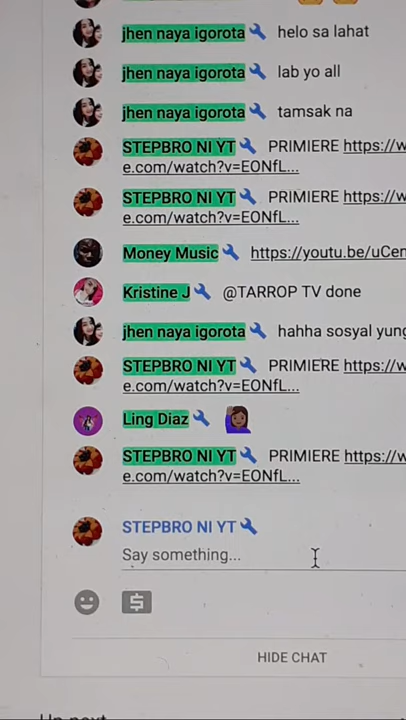 jhen naya igorota helo sa lahat
jhen naya igorota lab yo all
jhen naya igorota tamsak na
STEPBRO NI YT PRIMIERE https://w
e.com/watch?v=EONfL...
STEPBRO NI YT PRIMIERE https://w
e.com/watch?v=EONfL...
Money Music https://youtu.be/uCer
Kristine J @TARROP TV done
jhen naya igorota hahha sosyal yung
STEPBRO NI YT PRIMIERE https://w
e.com/watch?v=EONfL...
Ling Diaz
STEPBRO NI YT PRIMIERE https://w
e.com/watch?v=EONfL...
STEPBRO NI YT
Say something...
HIDE CHAT
Up next